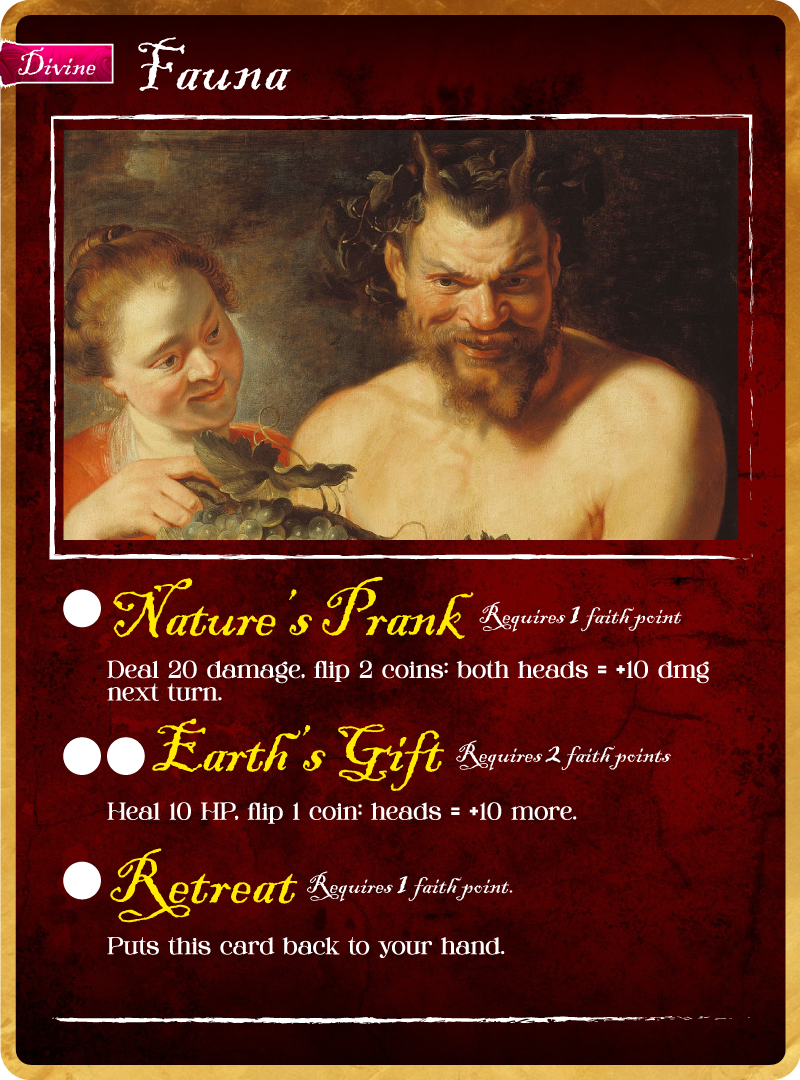 Divine
Fauna
Nature's Prank Requires 1 faith point
Deal 20 damage. flip 2 coins: both heads = +10 dmg
next turn.
Earth's Gift Requires 2 faith points
Heal 10 HP. flip 1 coin: heads = +10 more.
Retreat Requires 1 faith point.
Puts this card back to your hand.